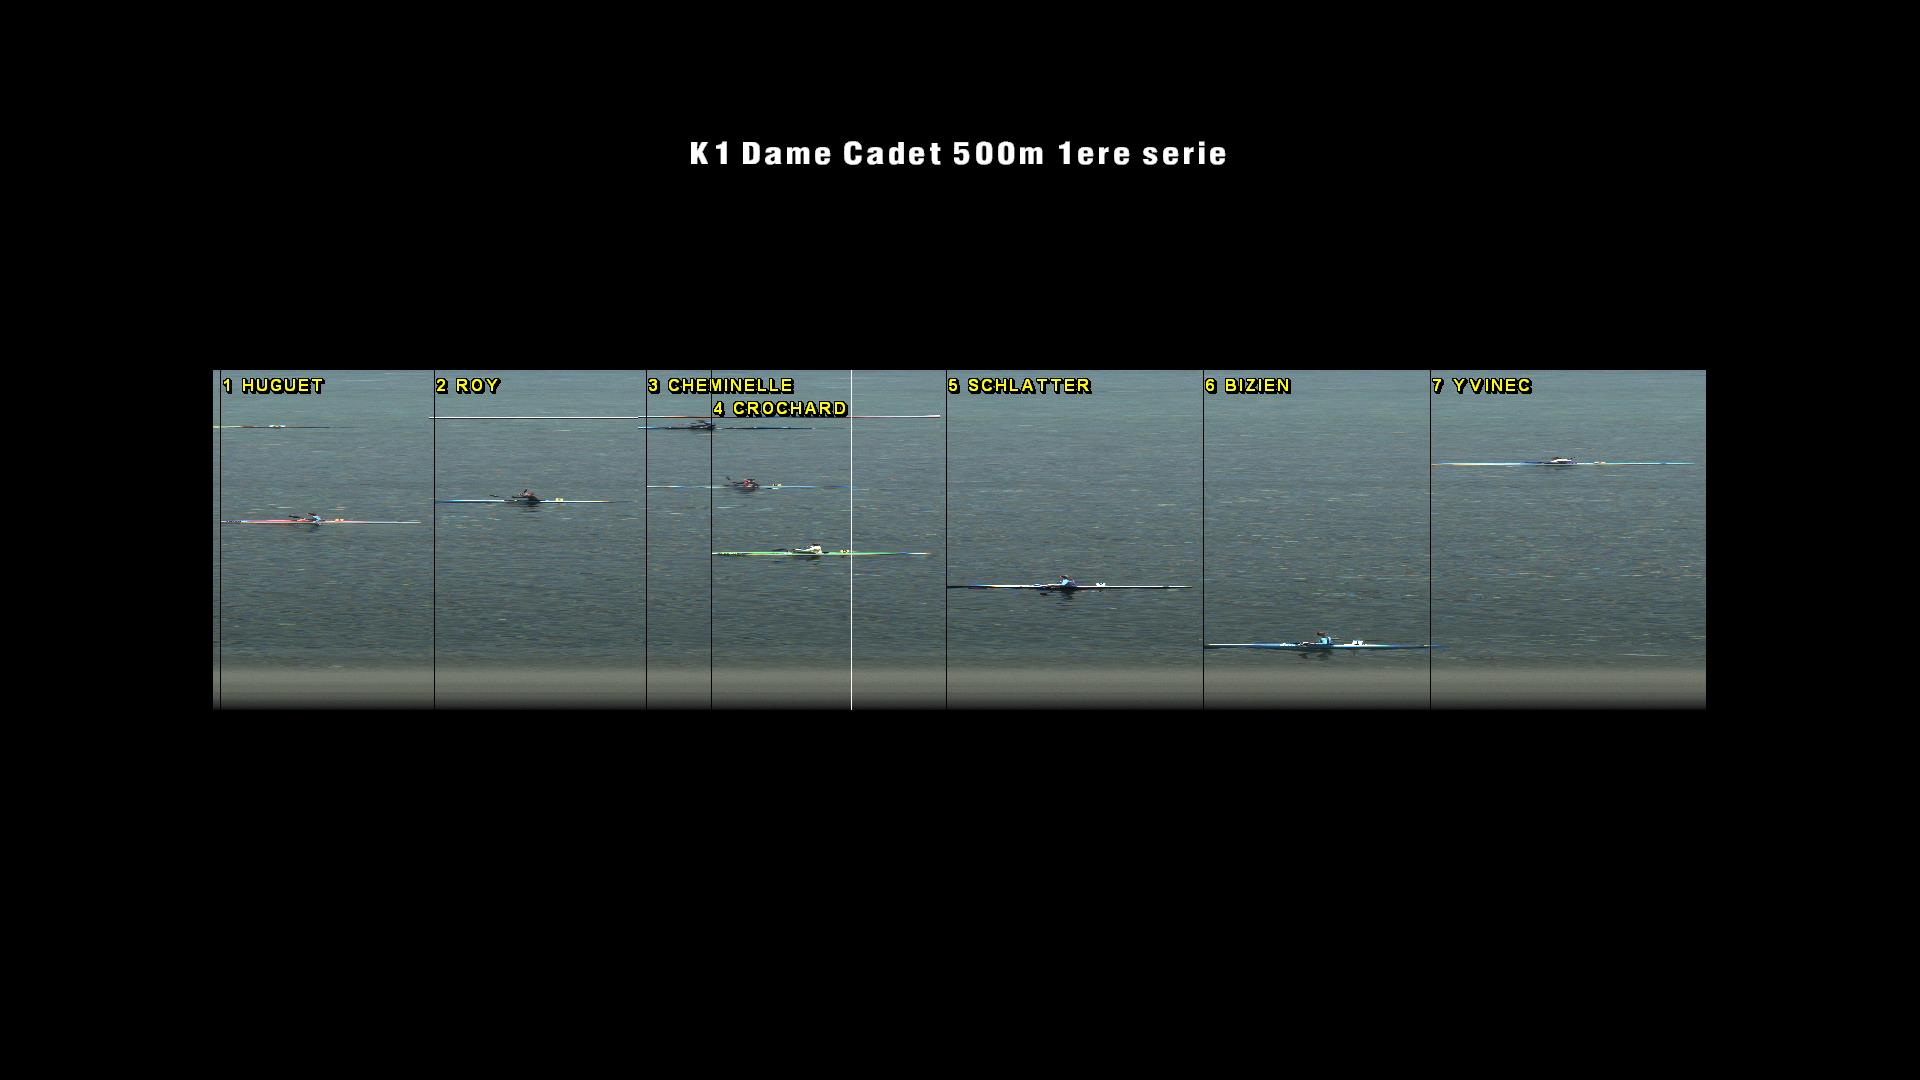 K1 Dame Cadet 500m 1ere serie
1 HUGUET
2 ROY
3 CHEMINELLE
4 CROCHARD
5 SCHLATTER
6 BIZIEN
7 YVINEC